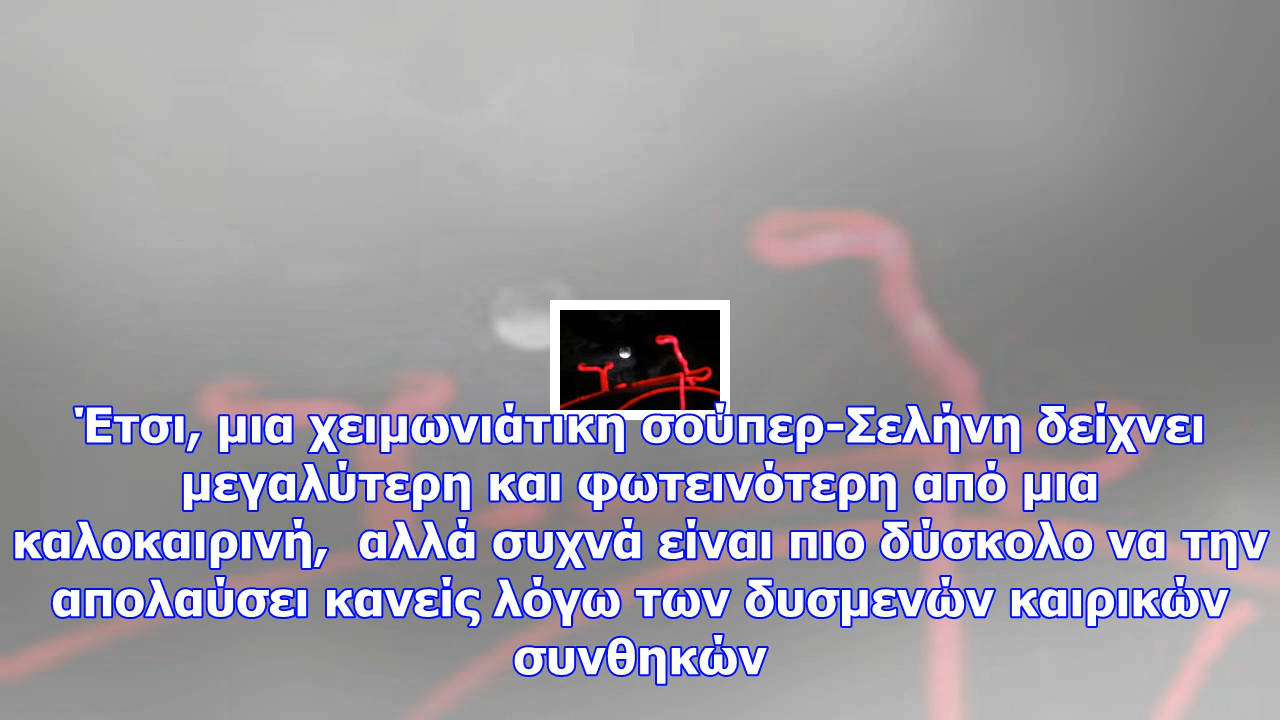 Έτσι, μια χειμωνιάτικη σούπερ-Σελήνη δείχνει
μεγαλύτερη και φωτεινότερη από μια
καλοκαιρινή,  αλλά συχνά είναι πιο δύσκολο να την
απολαύσει κανείς λόγω των δυσμενών καιρικών
συνθηκών